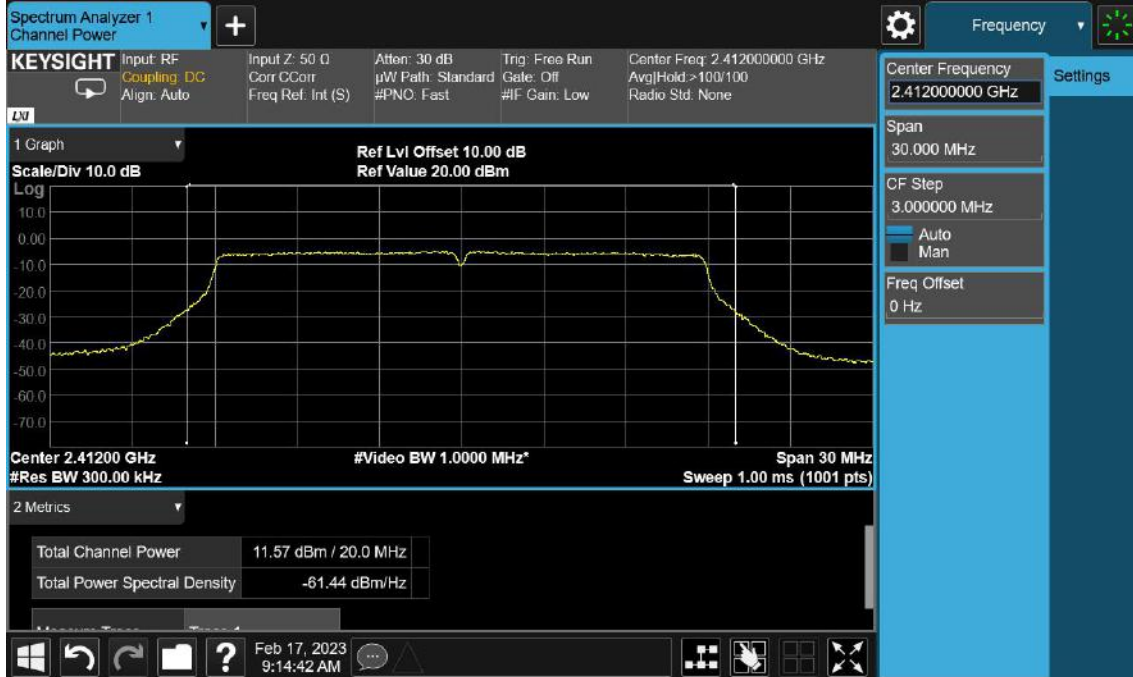 Spectrum Analyzer 1
Channel Power
Frequency
KEYSIGHT
Input: RF
Coupling: DC
Align: Auto
Input Z: 50 Ω
Corr CCorr
Freq Ref: Int (S)
Atten: 30 dB
µW Path: Standard
#PNO: Fast
Trig: Free Run
Gate: Off
#IF Gain: Low
Center Freq: 2.412000000 GHz
Avg|Hold:>100/100
Radio Std: None
LXI
Center Frequency
2.412000000 GHz
Settings
Span
30.000 MHz
CF Step
3.000000 MHz
Auto
Man
Freq Offset
0 Hz
1 Graph
Scale/Div 10.0 dB
Ref Lvl Offset 10.00 dB
Ref Value 20.00 dBm
Log
10.0
0.00
-10.0
-20.0
-30.0
-40.0
-50.0
-60.0
-70.0
Center 2.41200 GHz
#Video BW 1.0000 MHz*
Span 30 MHz
#Res BW 300.00 kHz
Sweep 1.00 ms (1001 pts)
2 Metrics
Total Channel Power 11.57 dBm / 20.0 MHz
Total Power Spectral Density -61.44 dBm/Hz
?
Feb 17, 2023
9:14:42 AM